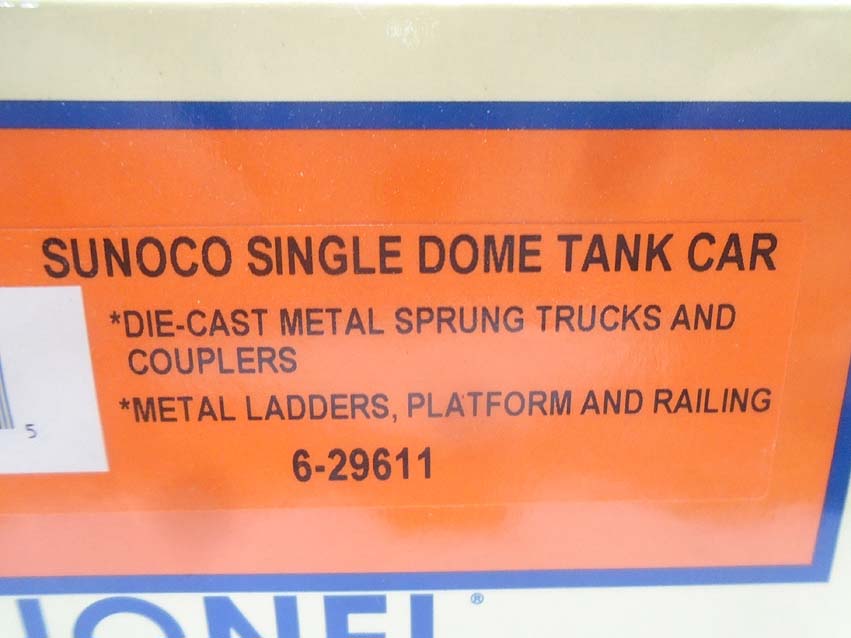 SUNOCO SINGLE DOME TANK CAR
*DIE-CAST METAL SPRUNG TRUCKS AND
COUPLERS
*METAL LADDERS, PLATFORM AND RAILING
5
6-29611
IONEL®